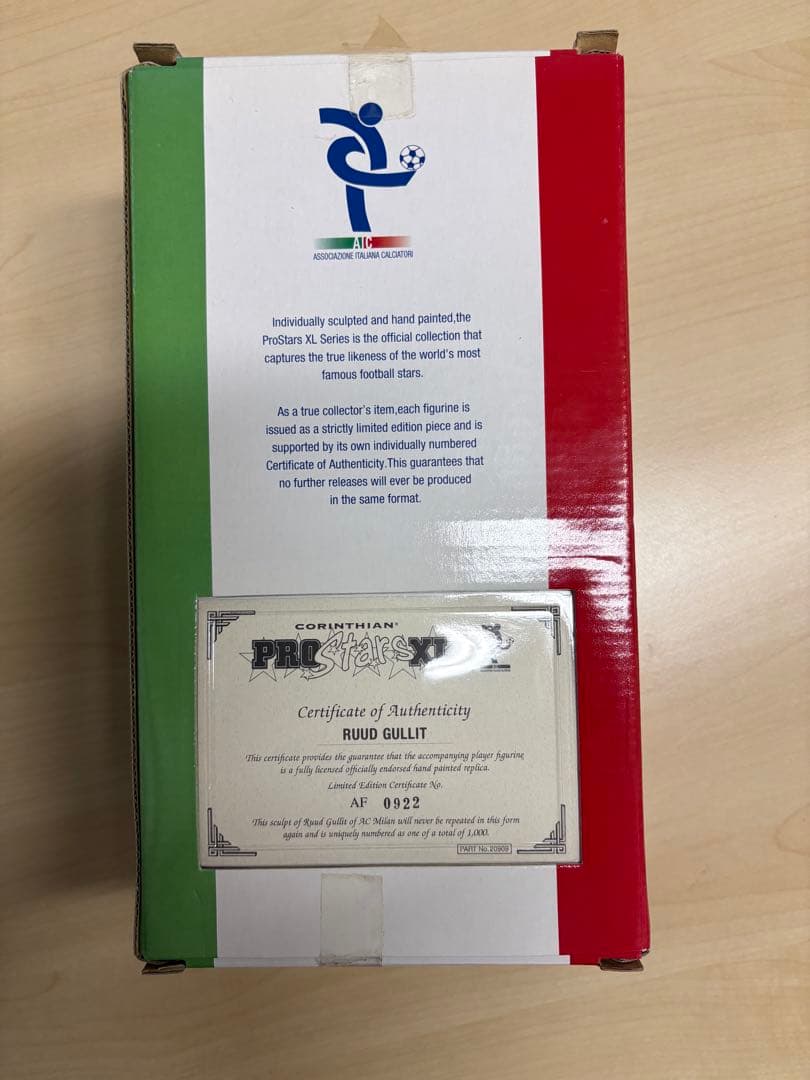 AIC
ASSOCIAZIONE ITALIANA CALCIATORI
Individually sculpted and hand painted,the
ProStars XL Series is the official collection that
captures the true likeness of the world's most
famous football stars.
As a true collector's item,each figurine is
issued as a strictly limited edition piece and is
supported by its own individually numbered
Certificate of Authenticity.This guarantees that
no further releases will ever be produced
in the same format.
CORINTHIAN®
PROStarsXL
Certificate of Authenticity
RUUD GULLIT
This certificate provides the guarantee that the accompanying player figurine
is a fully licensed officially endorsed hand painted replica.
Limited Edition Certificate No.
AF 0922
This sculpt of Ruud Gullit of AC Milan will never be repeated in this form
again and is uniquely numbered as one of a total of 1,000.
PART No.20909